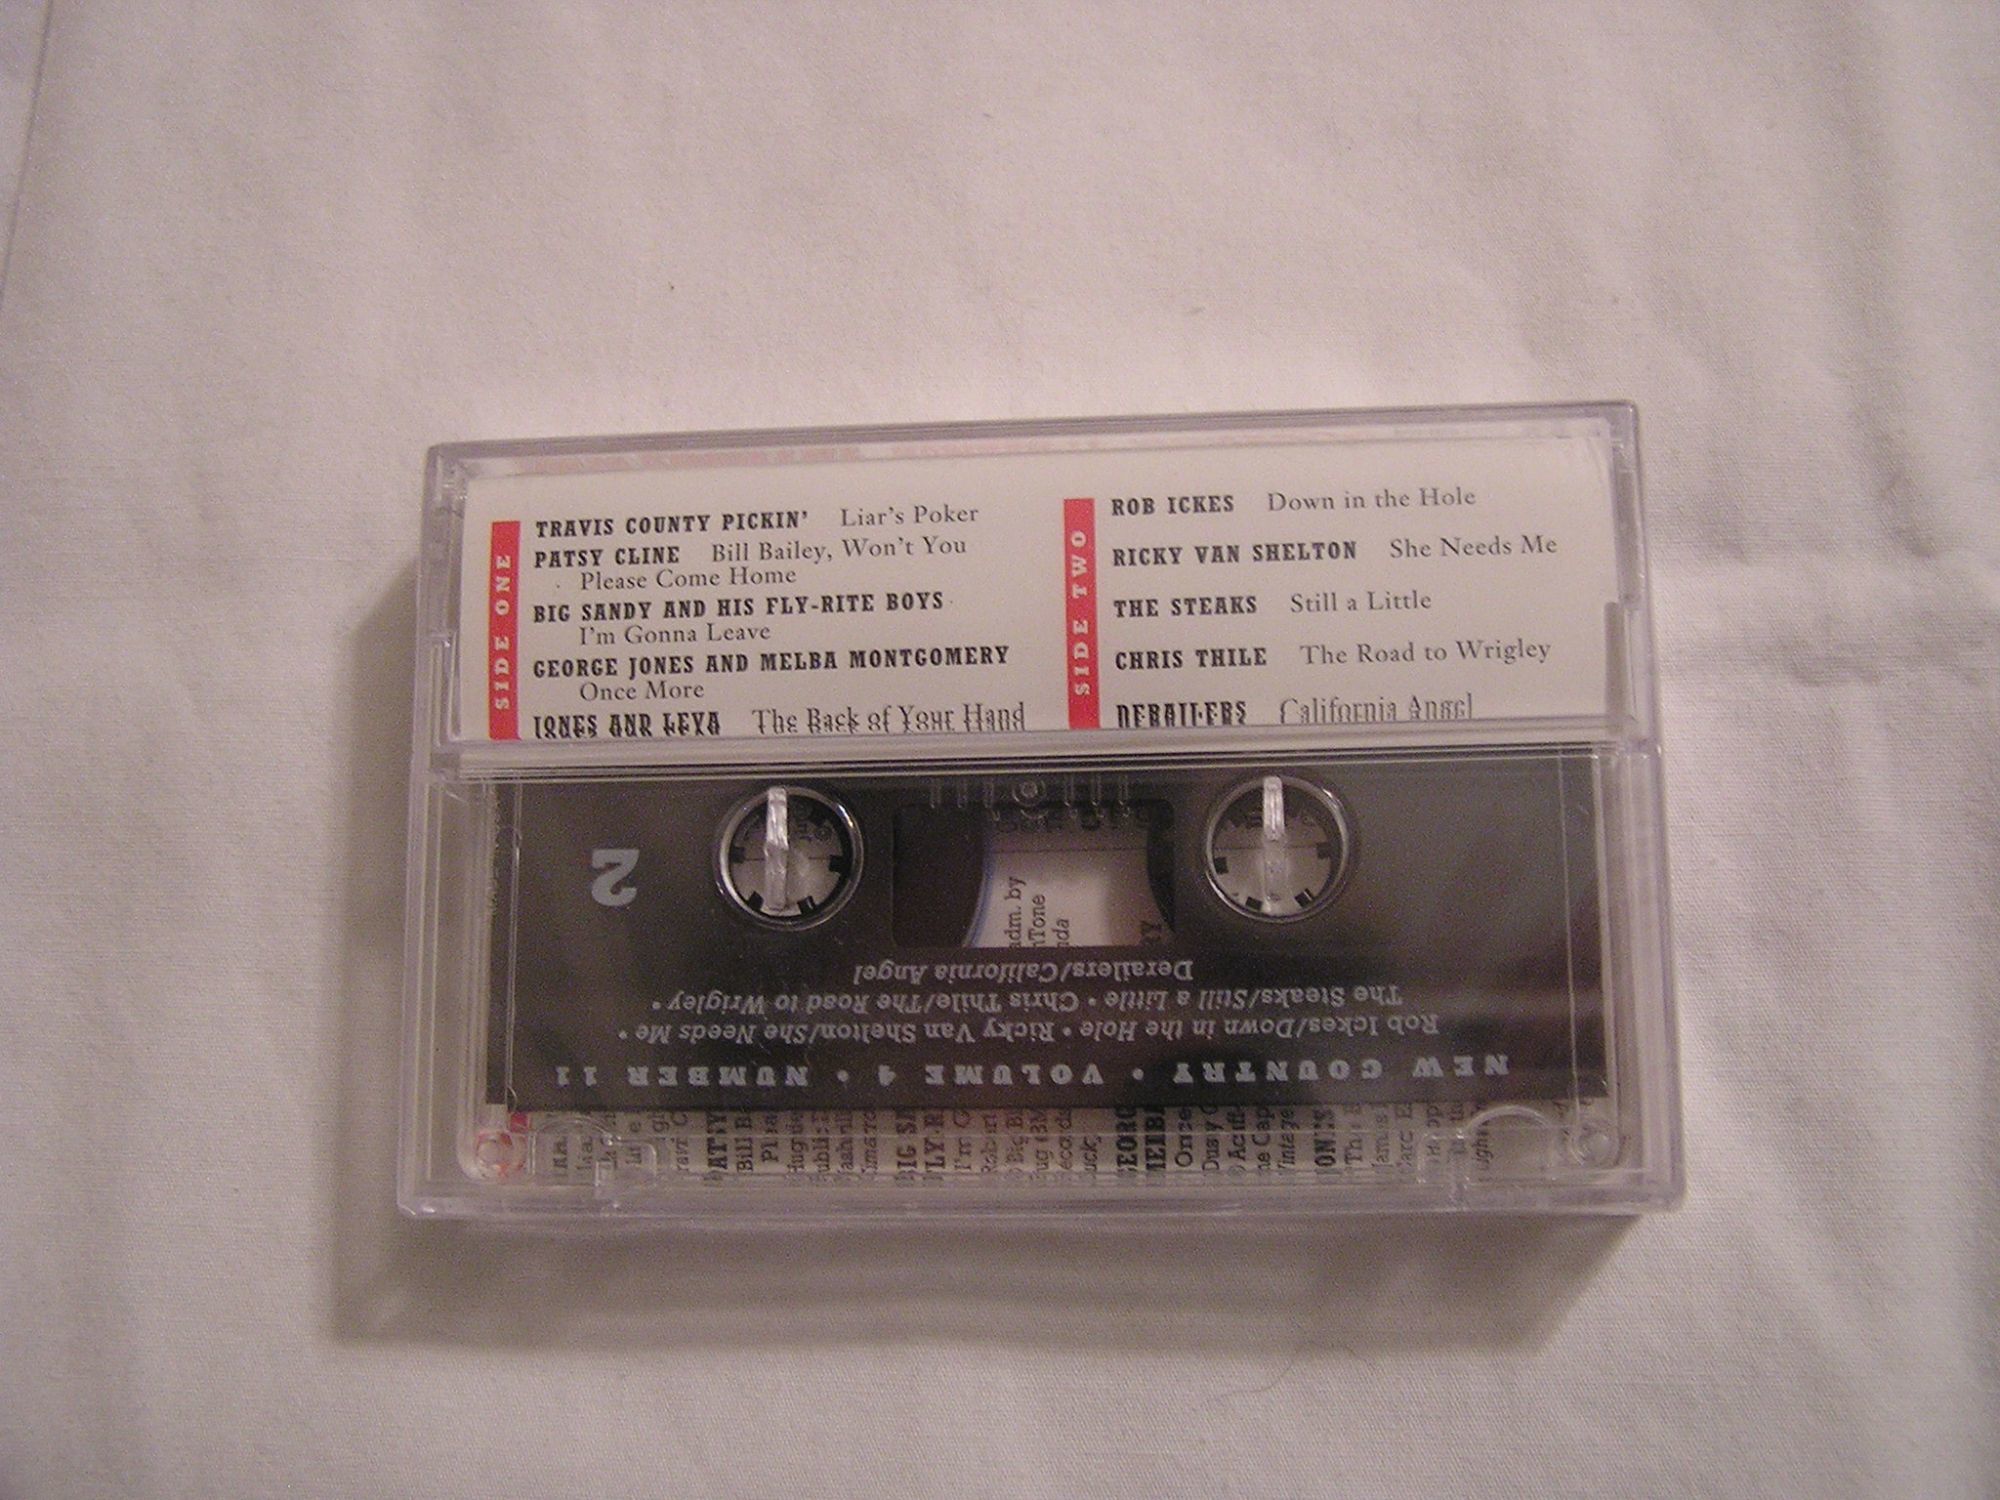 SIDE ONE
TRAVIS COUNTY PICKIN' Liar's Poker
PATSY CLINE Bill Bailey, Won't You
Please Come Home
BIG SANDY AND HIS FLY-RITE BOYS
I'm Gonna Leave
GEORGE JONES AND MELBA MONTGOMERY
Once More
JONES AND LEVA The Back of Your Hand
SIDE TWO
ROB ICKES Down in the Hole
RICKY VAN SHELTON She Needs Me
THE STEAKS Still a Little
CHRIS THILE The Road to Wrigley
DERAILERS California Angel
NEW COUNTRY • VOLUME 4 • NUMBER 11
Rob Ickes/Down in the Hole • Ricky Van Shelton/She Needs Me •
The Steaks/Still a Little • Chris Thile/The Road to Wrigley •
Derailers/California Angel
2
adm. by